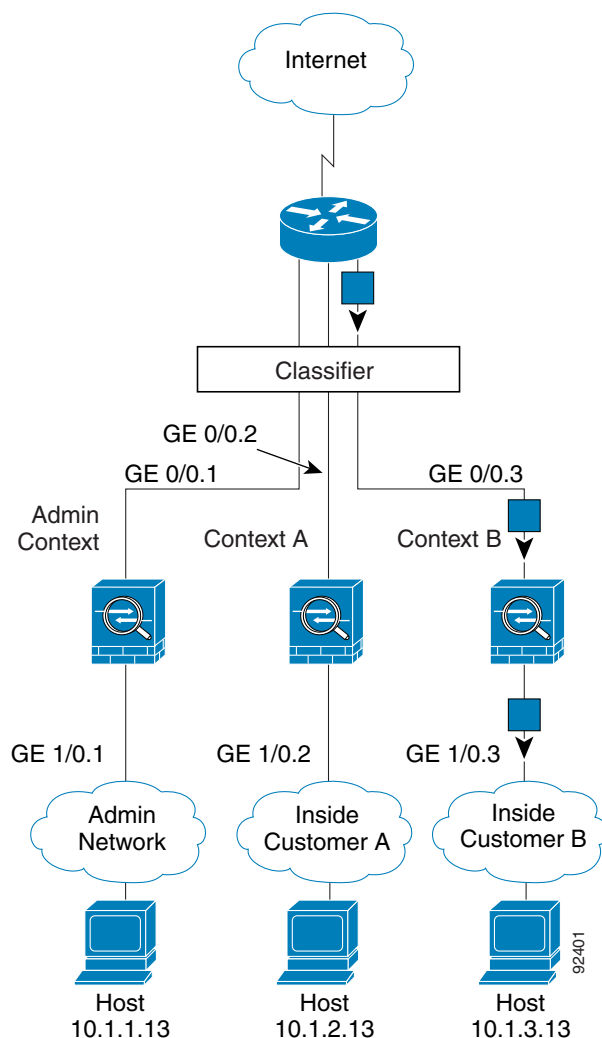 Internet
Classifier
GE 0/0.2
GE 0/0.1
GE 0/0.3
Admin
Context
Context A
Context B
GE 1/0.1
GE 1/0.2
GE 1/0.3
Admin
Network
Inside
Customer A
Inside
Customer B
92401
Host
10.1.1.13
Host
10.1.2.13
Host
10.1.3.13